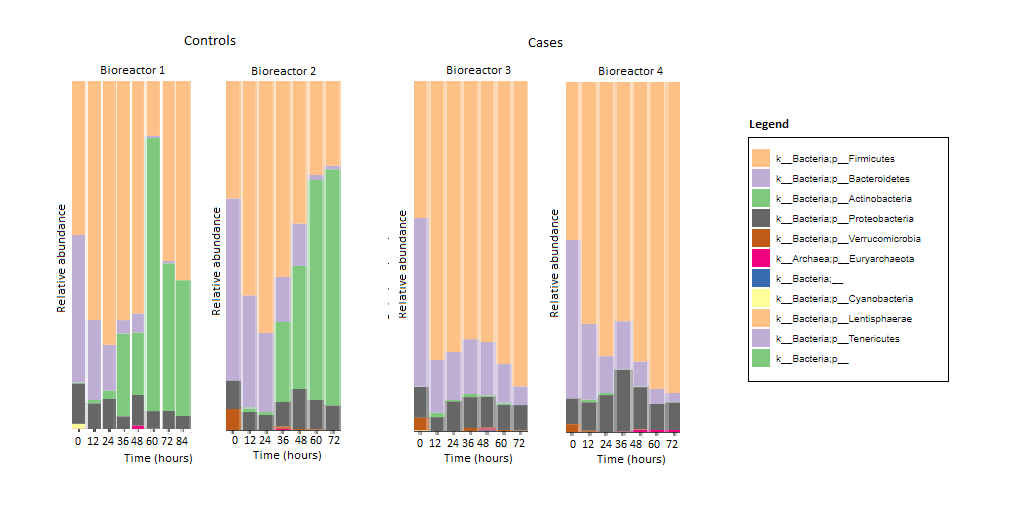 Controls
Cases
Bioreactor 1
Bioreactor 2
Bioreactor 3
Bioreactor 4
Relative abundance
Relative abundance
Relative abundance
Relative abundance
0 12 24 36 48 60 72 84
0 12 24 36 48 60 72
0 12 24 36 48 60 72
0 12 24 36 48 60 72
Time (hours)
Time (hours)
Time (hours)
Time (hours)
Legend
k__Bacteria;p__Firmicutes
k__Bacteria;p__Bacteroidetes
k__Bacteria;p__Actinobacteria
k__Bacteria;p__Proteobacteria
k__Bacteria;p__Verrucomicrobia
k__Archaea;p__Euryarchaeota
k__Bacteria;__
k__Bacteria;p__Cyanobacteria
k__Bacteria;p__Lentisphaerae
k__Bacteria;p__Tenericutes
k__Bacteria;p__